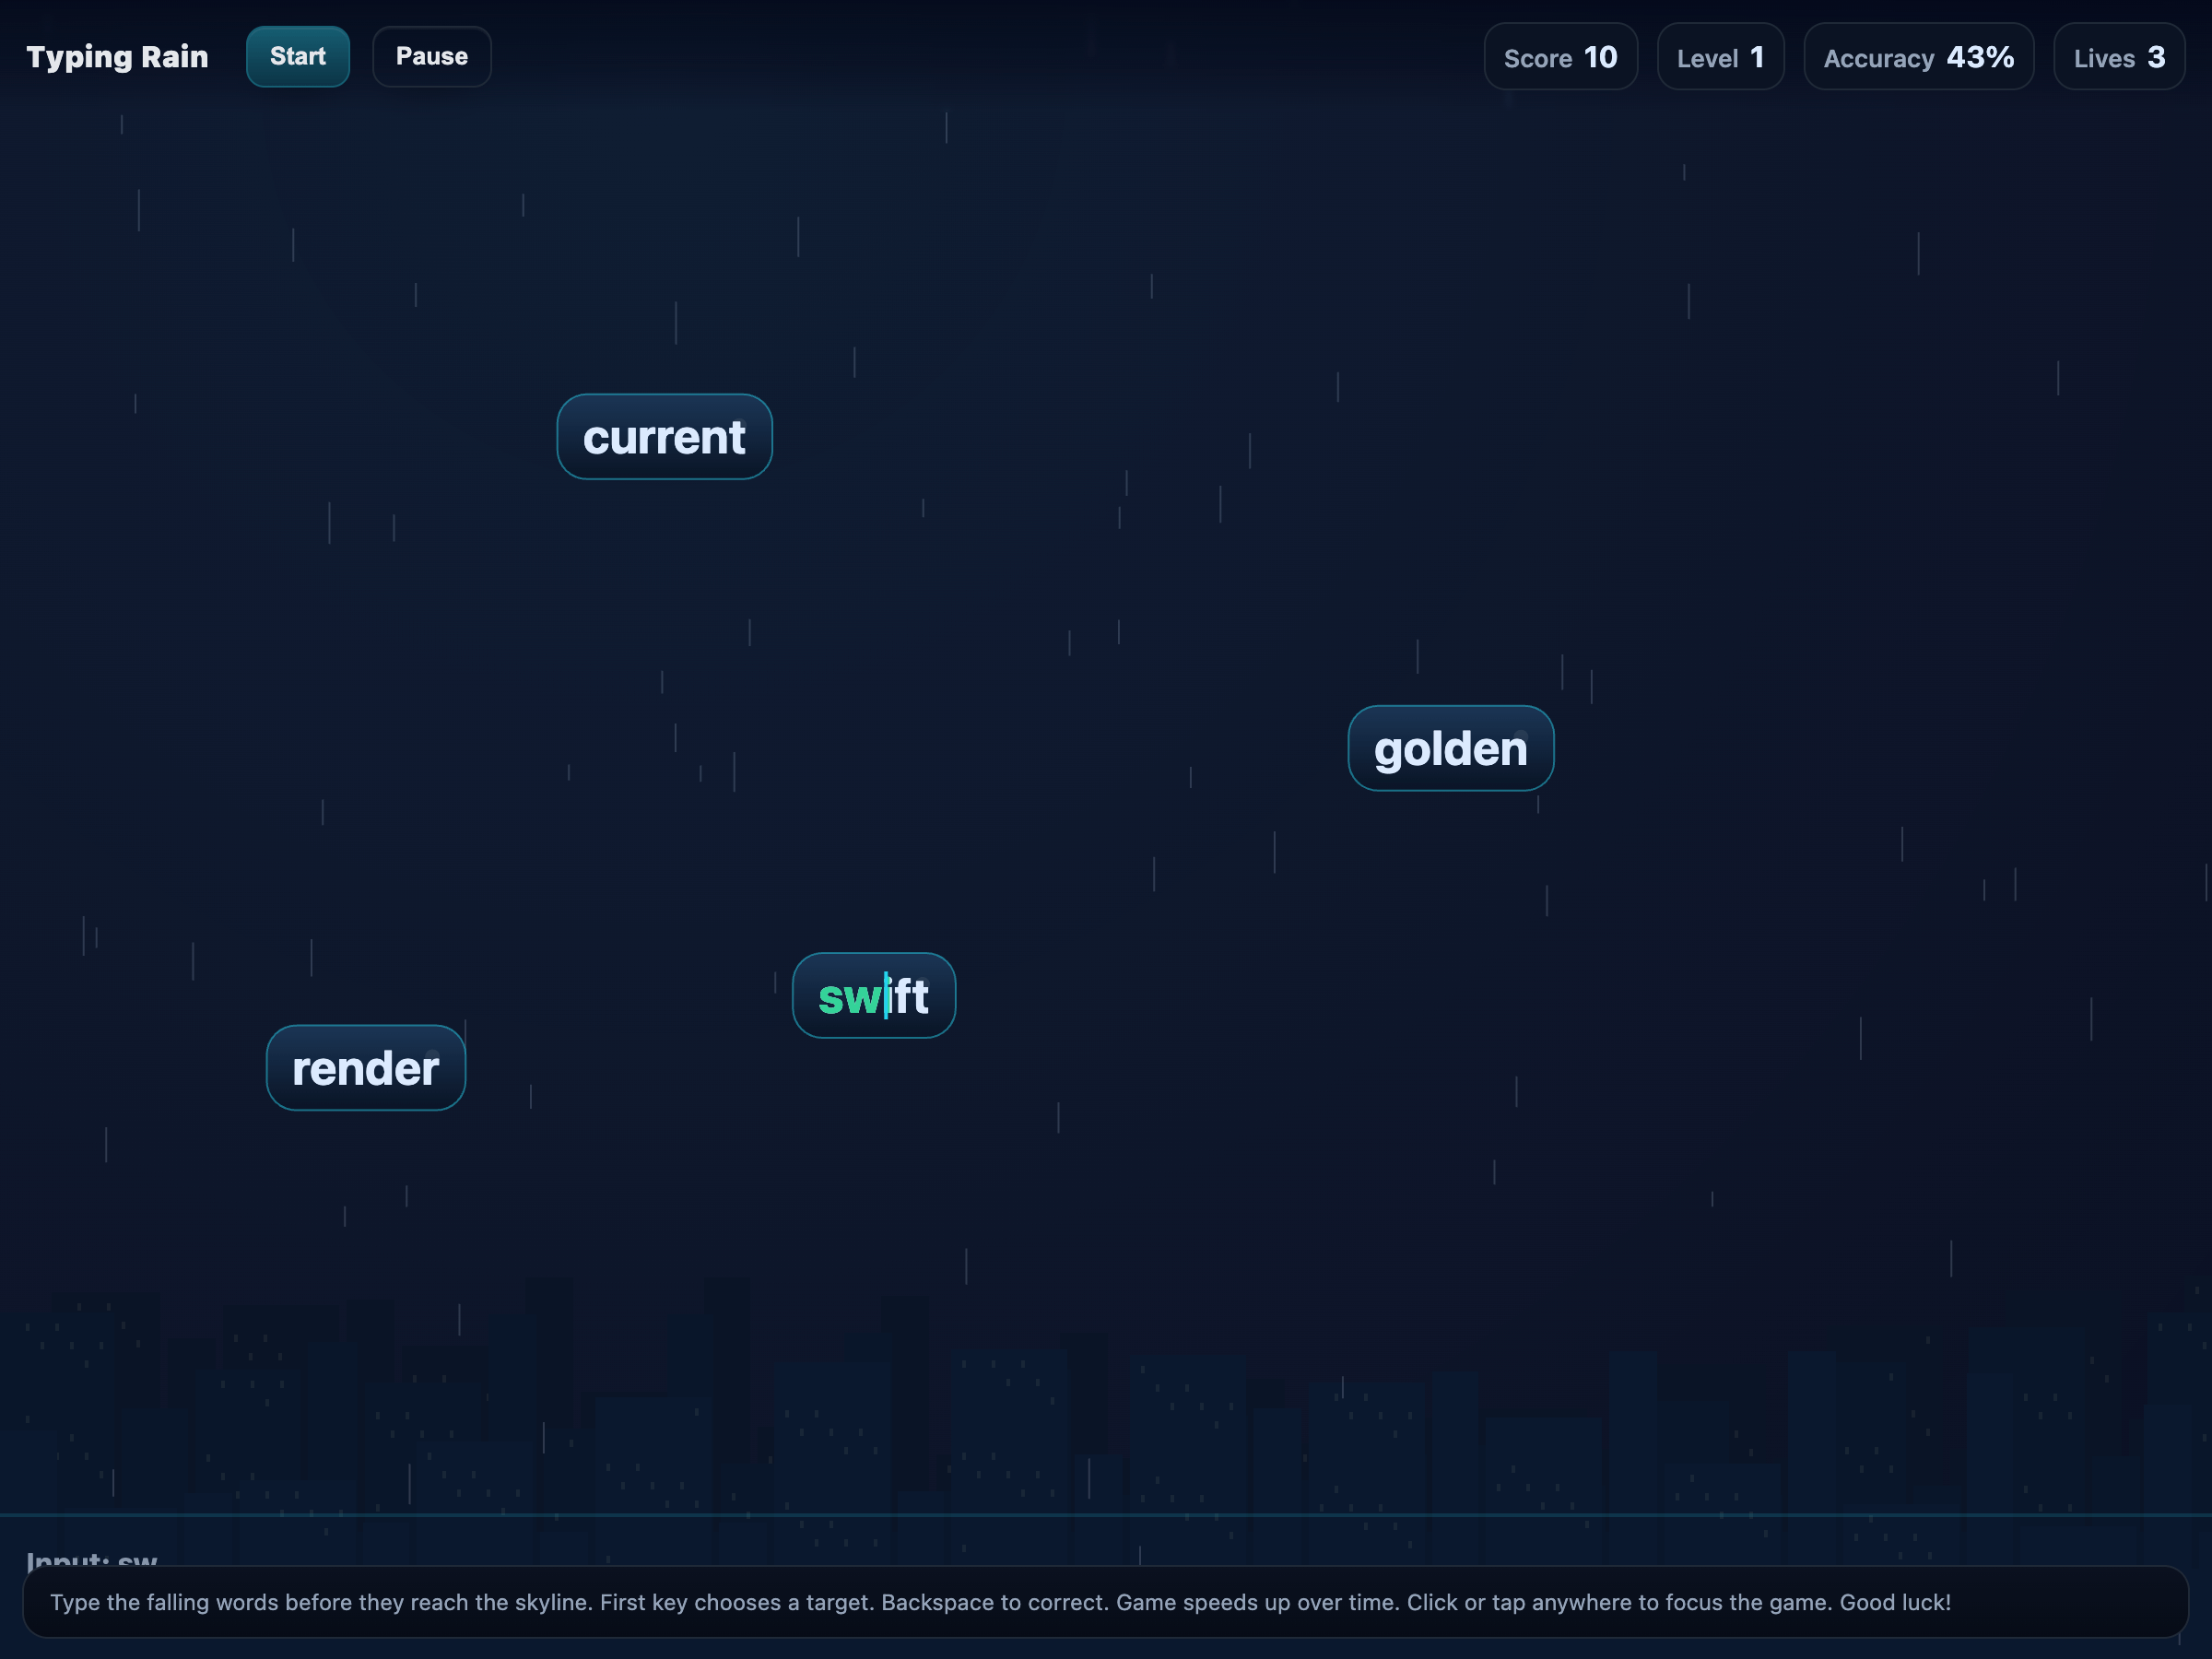 Typing Rain Start Pause Score 10 Level 1 Accuracy 43% Lives 3
current
golden
swift
render
Input: sw
Type the falling words before they reach the skyline. First key chooses a target. Backspace to correct. Game speeds up over time. Click or tap anywhere to focus the game. Good luck!